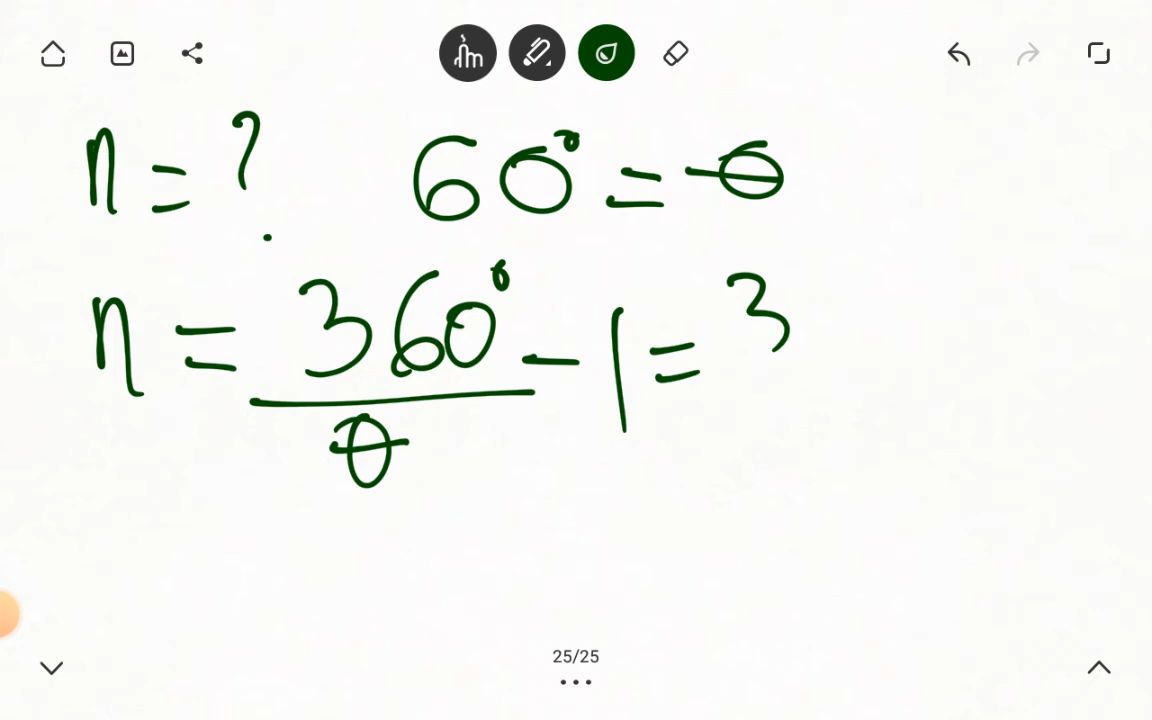 n = ? 60° = θ
n = 360° / θ - 1 = 3
25/25